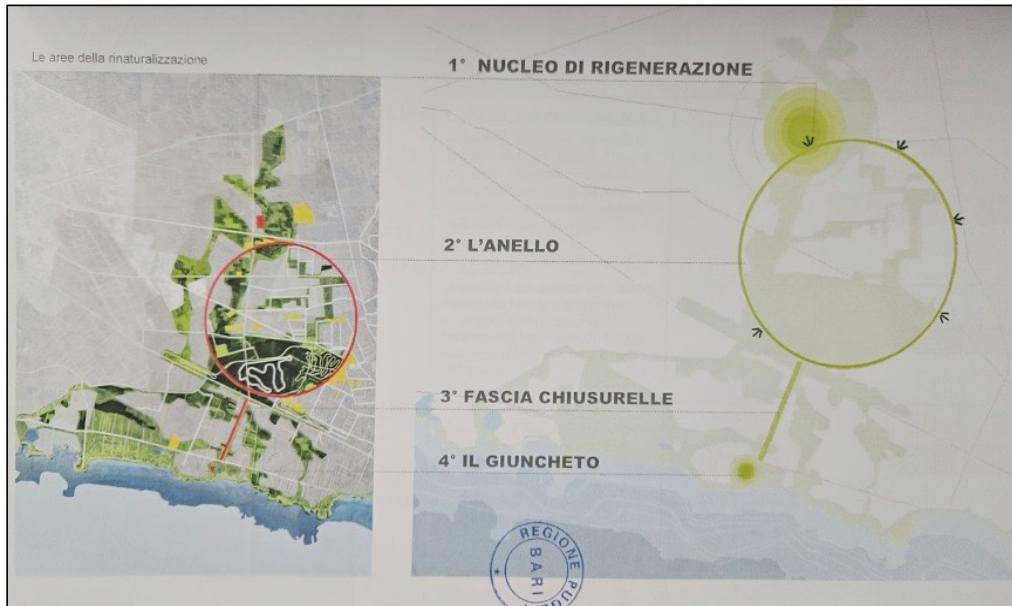 Le aree della rinaturalizzazione
1° NUCLEO DI RIGENERAZIONE
2° L'ANELLO
3° FASCIA CHIUSURELLE
4° IL GIUNCHETO
REGIONE
BARI